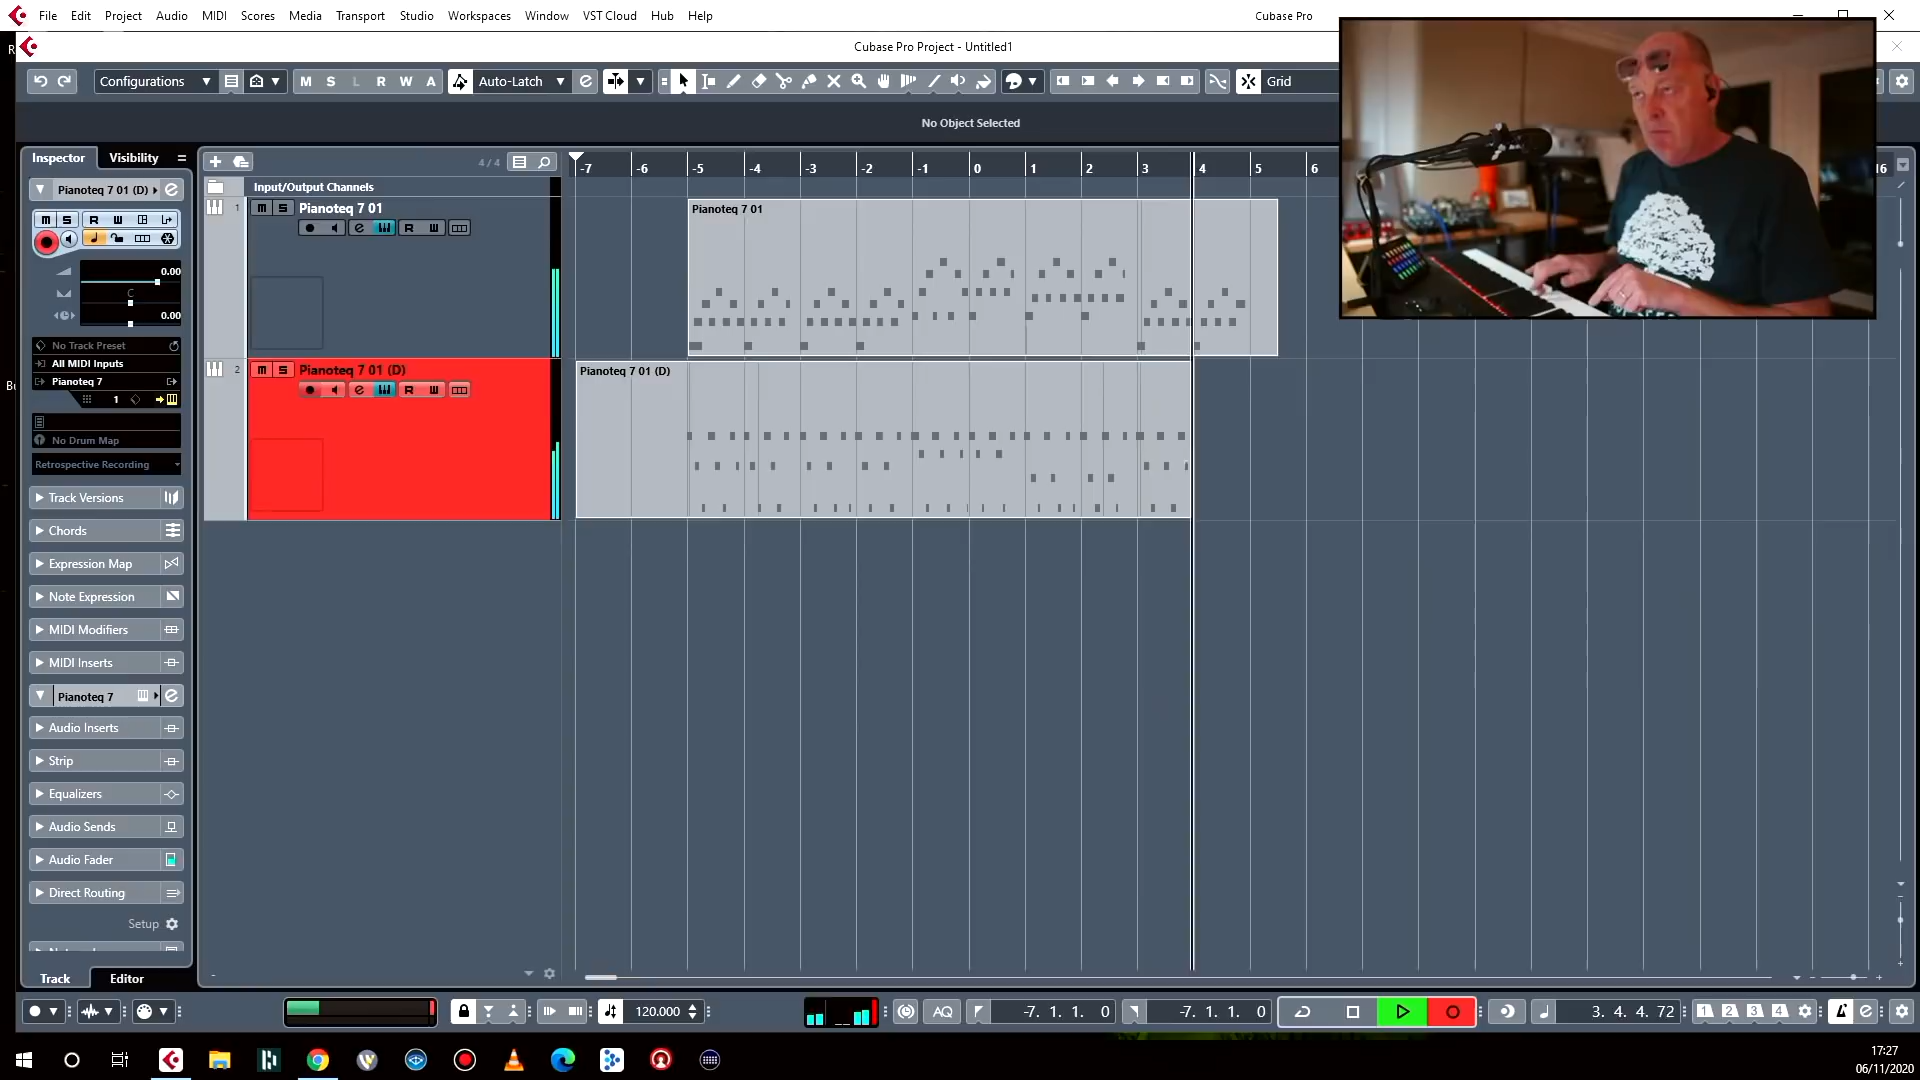 File Edit Project Audio MIDI Scores Media Transport Studio Workspaces Window VST Cloud Hub Help
Cubase Pro
Cubase Pro Project - Untitled1
Configurations M S L R W A Auto-Latch Grid
No Object Selected
Inspector Visibility
4 / 4
-7 -6 -5 -4 -3 -2 -1 0 1 2 3 4 5 6 16
Pianoteq 7 01 (D)
Input/Output Channels
M S R W
1 m S Pianoteq 7 01
R W
Pianoteq 7 01
0.00
C
0.00
No Track Preset
All MIDI Inputs
Pianoteq 7
1
2 m S Pianoteq 7 01 (D)
R W
Pianoteq 7 01 (D)
No Drum Map
Retrospective Recording
Track Versions
Chords
Expression Map
Note Expression
MIDI Modifiers
MIDI Inserts
Pianoteq 7
Audio Inserts
Strip
Equalizers
Audio Sends
Audio Fader
Direct Routing
Setup
Track Editor
120.000 AQ -7. 1. 1. 0 -7. 1. 1. 0 3. 4. 4. 72 1 2 3 4
17:27
06/11/2020